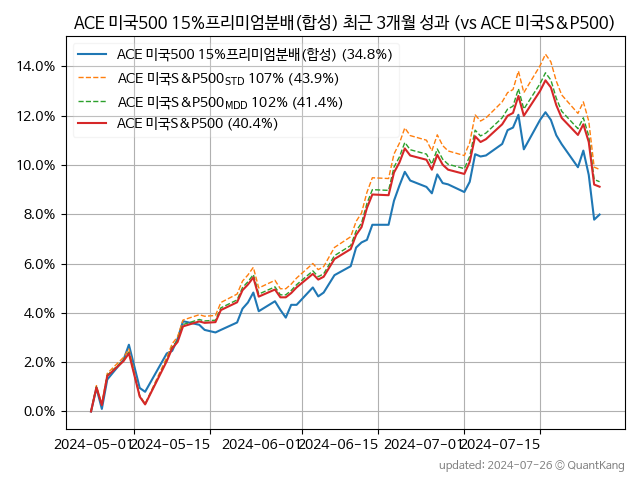 ACE 미국500 15%프리미엄분배(합성) 최근 3개월 성과 (vs ACE 미국S&P500)
ACE 미국500 15%프리미엄분배(합성) (34.8%)
ACE 미국S&P500STD 107% (43.9%)
ACE 미국S&P500MDD 102% (41.4%)
ACE 미국S&P500 (40.4%)
14.0%
12.0%
10.0%
8.0%
6.0%
4.0%
2.0%
0.0%
2024-05-01 2024-05-15 2024-06-01 2024-06-15 2024-07-01 2024-07-15
updated: 2024-07-26 © QuantKang